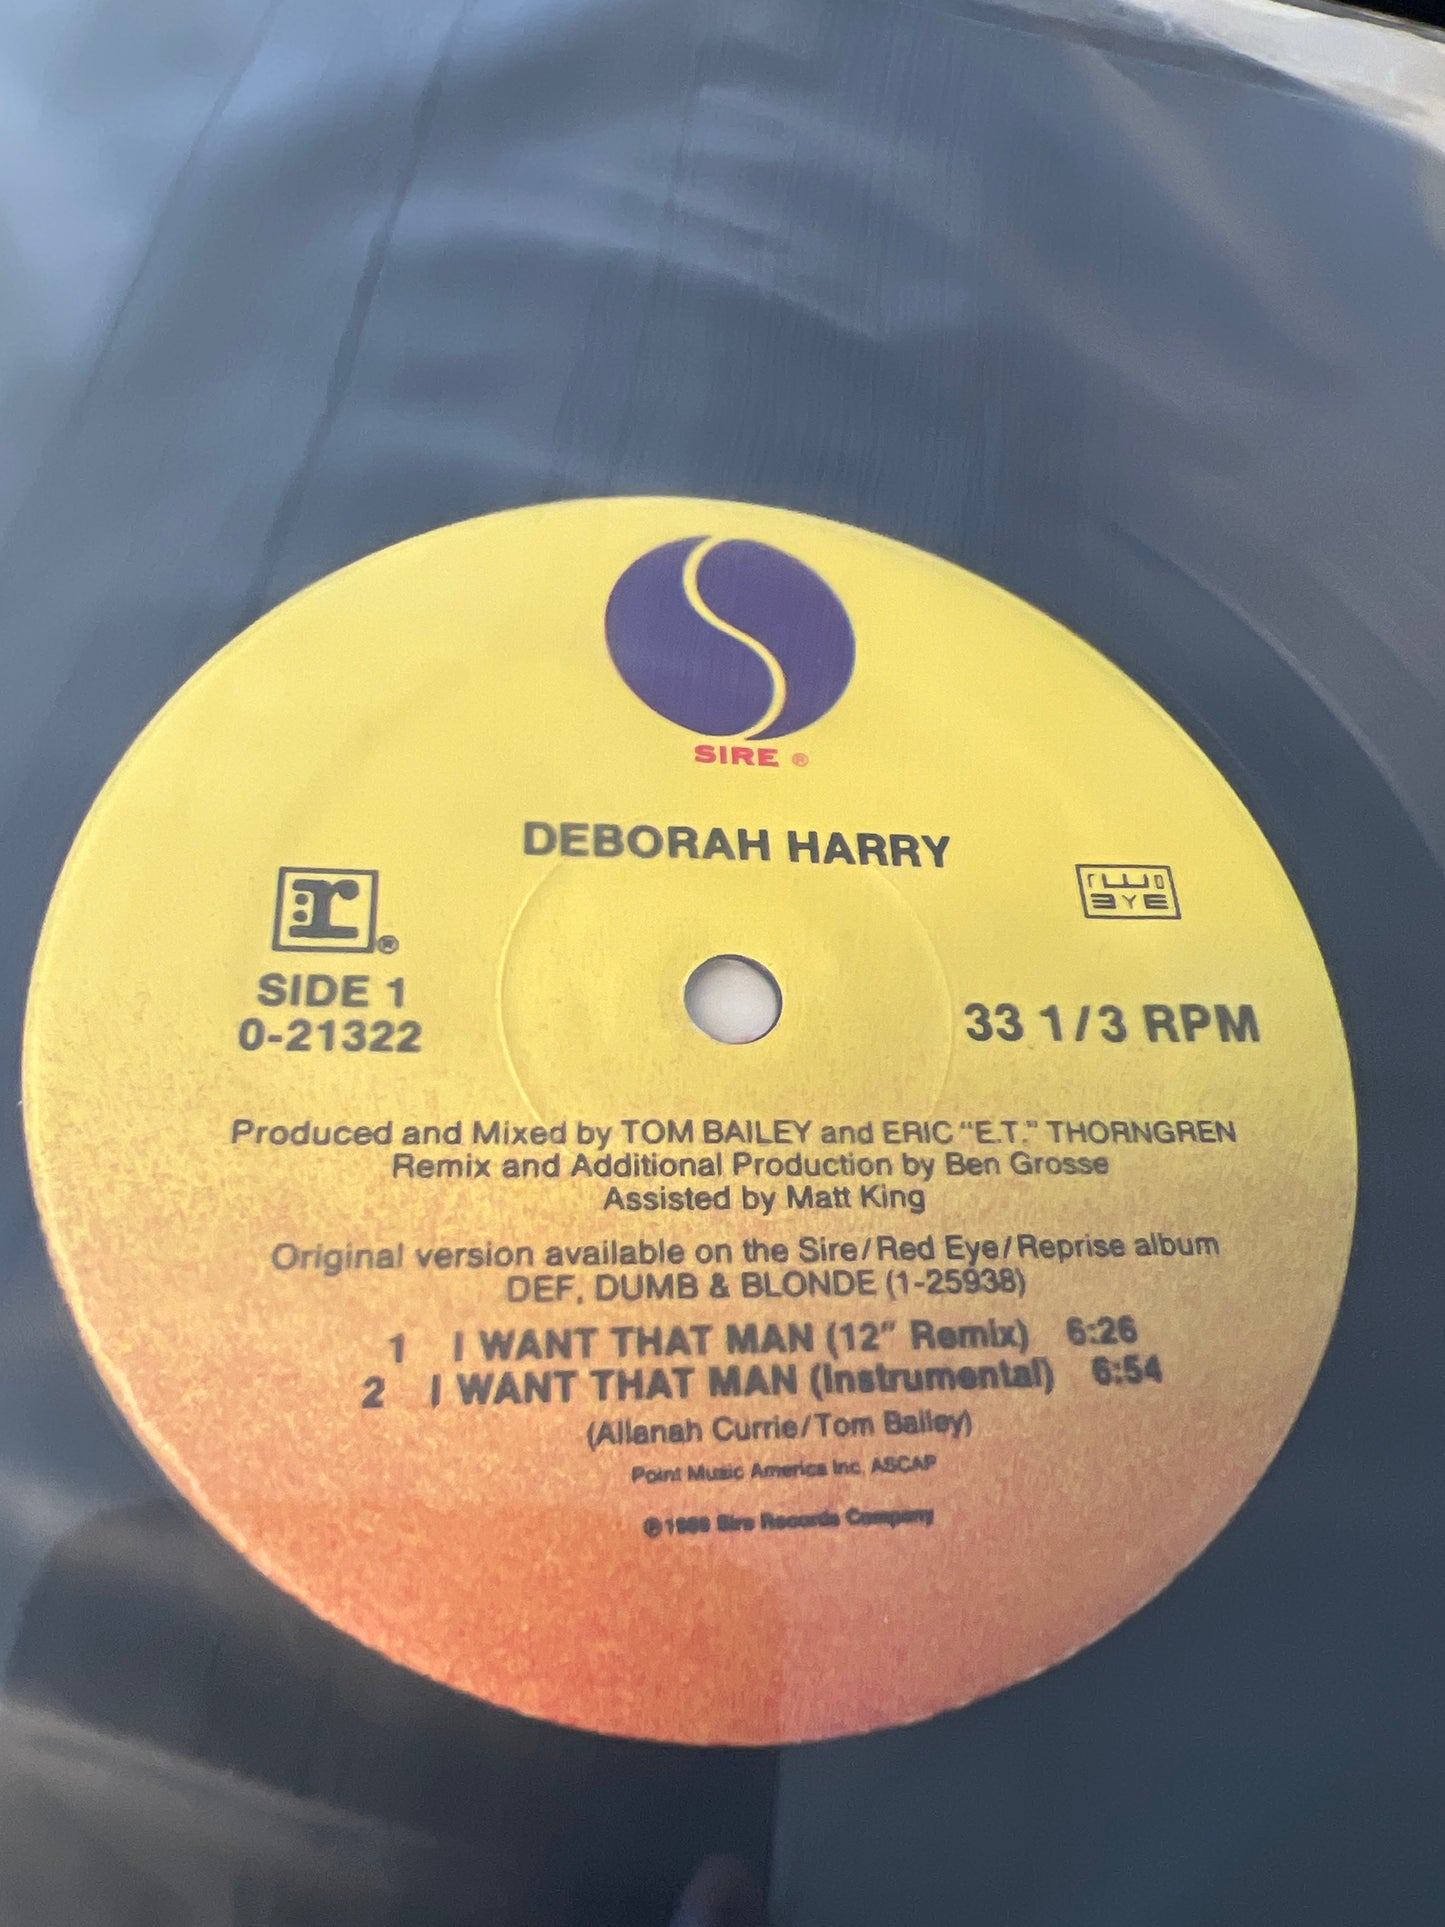 SIRE ®
DEBORAH HARRY
r®
RED EYE
SIDE 1
0-21322
33 1/3 RPM
Produced and Mixed by TOM BAILEY and ERIC "E.T." THORNGREN
Remix and Additional Production by Ben Grosse
Assisted by Matt King
Original version available on the Sire/Red Eye/Reprise album
DEF, DUMB & BLONDE (1-25938)
1 I WANT THAT MAN (12" Remix) 6:26
2 I WANT THAT MAN (Instrumental) 6:54
(Allanah Currie/Tom Bailey)
Point Music America Inc. ASCAP
℗1989 Sire Records Company